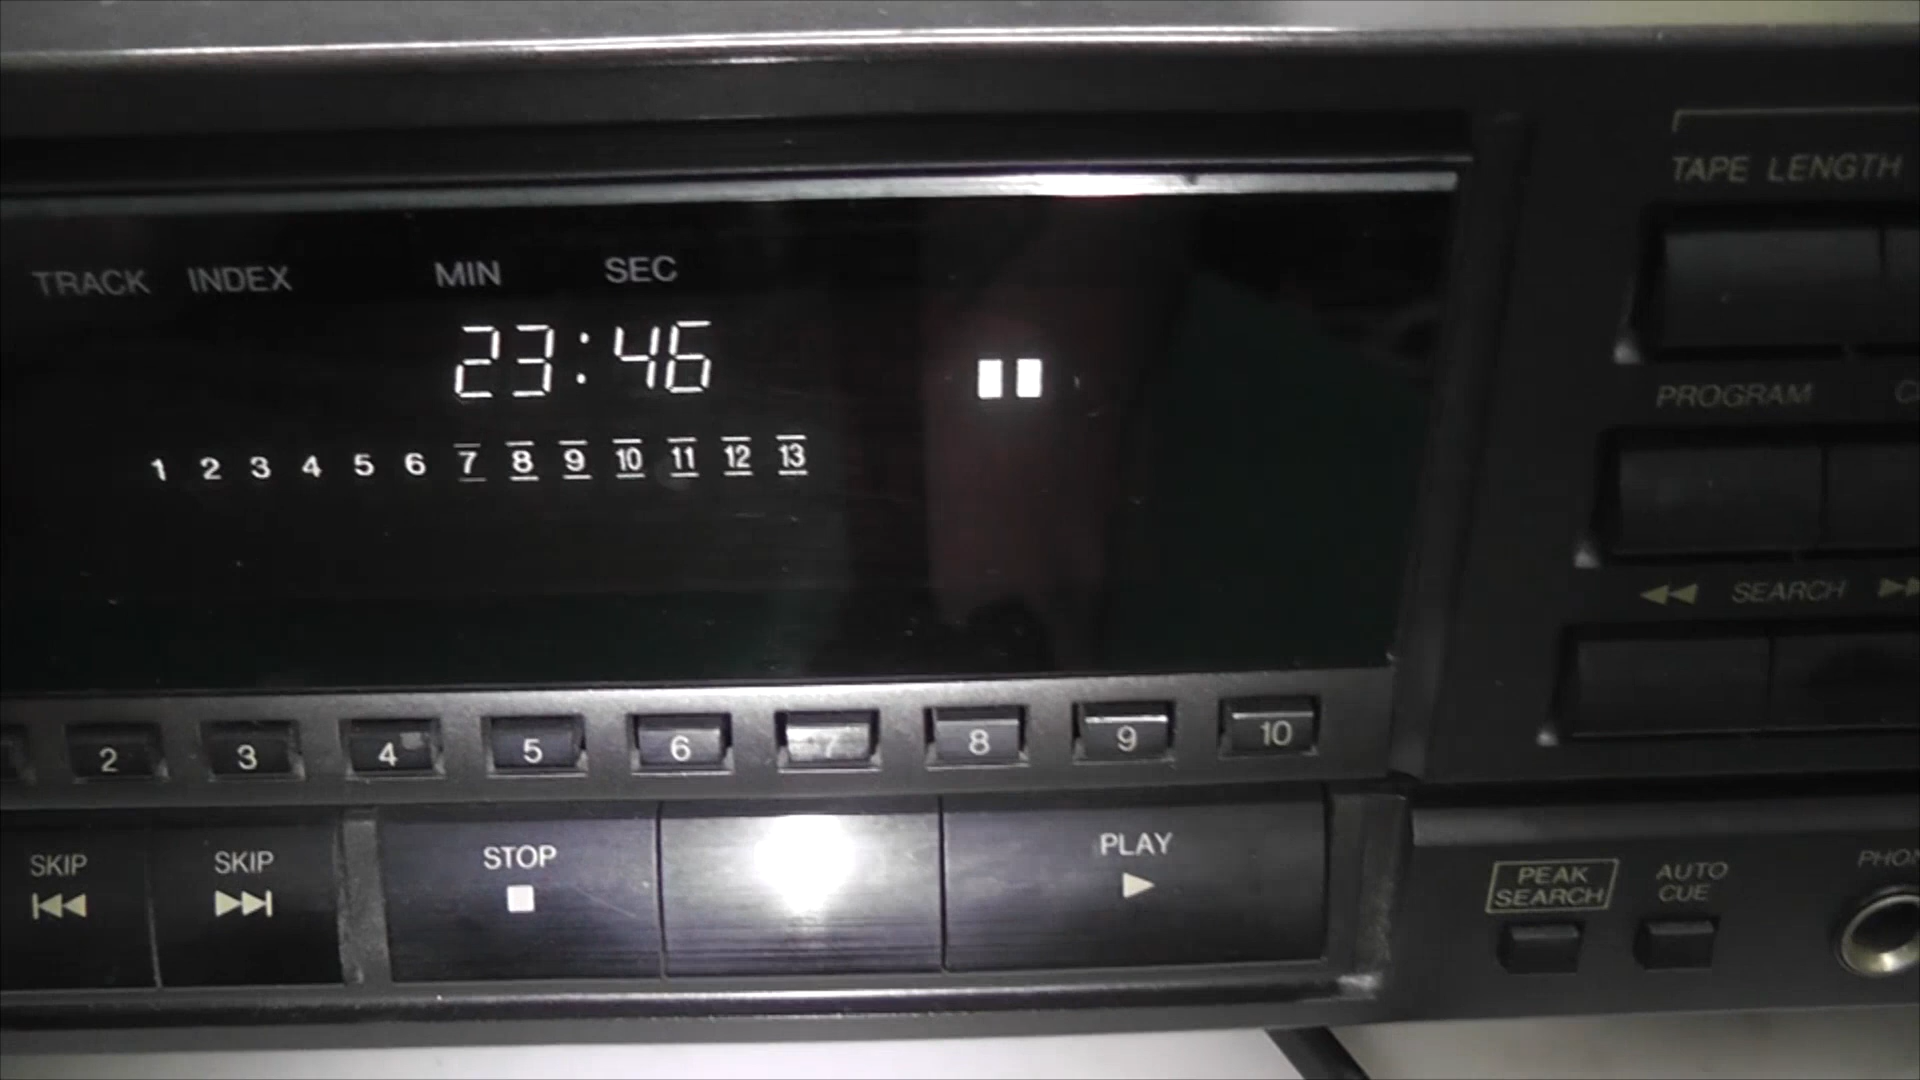 TAPE LENGTH
TRACK INDEX MIN SEC
23:46
PROGRAM
1 2 3 4 5 6 7 8 9 10 11 12 13
SEARCH
2 3 4 5 6 7 8 9 10
SKIP SKIP STOP PLAY
PEAK SEARCH
AUTO CUE